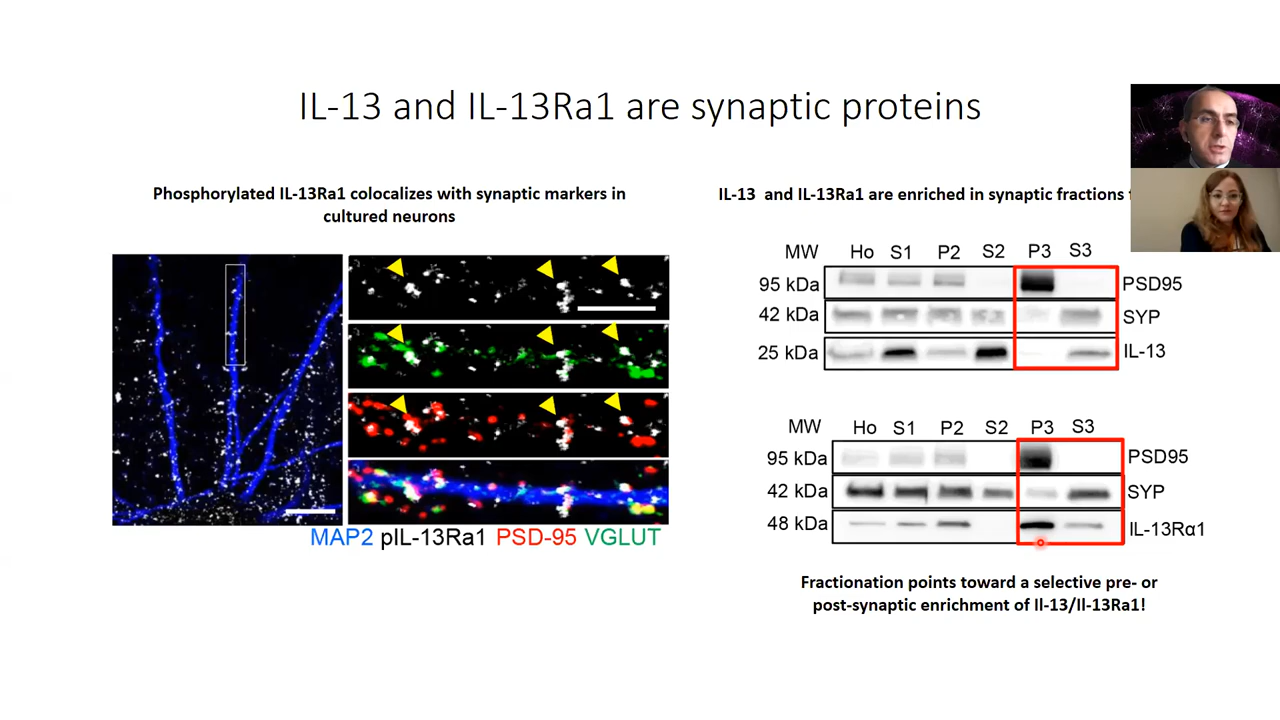 IL-13 and IL-13Ra1 are synaptic proteins
Phosphorylated IL-13Ra1 colocalizes with synaptic markers in
cultured neurons
MAP2 pIL-13Ra1 PSD-95 VGLUT
IL-13 and IL-13Ra1 are enriched in synaptic fractions
MW Ho S1 P2 S2 P3 S3
95 kDa PSD95
42 kDa SYP
25 kDa IL-13
MW Ho S1 P2 S2 P3 S3
95 kDa PSD95
42 kDa SYP
48 kDa IL-13Rα1
Fractionation points toward a selective pre- or
post-synaptic enrichment of Il-13/Il-13Ra1!